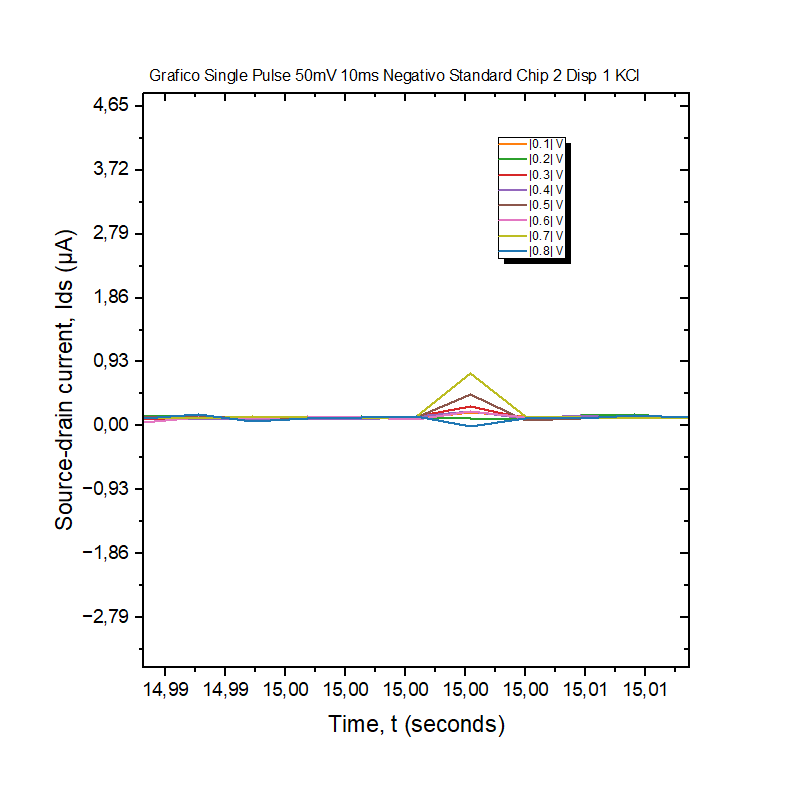 Grafico Single Pulse 50mV 10ms Negativo Standard Chip 2 Disp 1 KCl
4,65
3,72
2,79
1,86
0,93
0,00
−0,93
−1,86
−2,79
Source-drain current, Ids (μA)
|0.1| V
|0.2| V
|0.3| V
|0.4| V
|0.5| V
|0.6| V
|0.7| V
|0.8| V
14,99 14,99 15,00 15,00 15,00 15,00 15,00 15,01 15,01
Time, t (seconds)